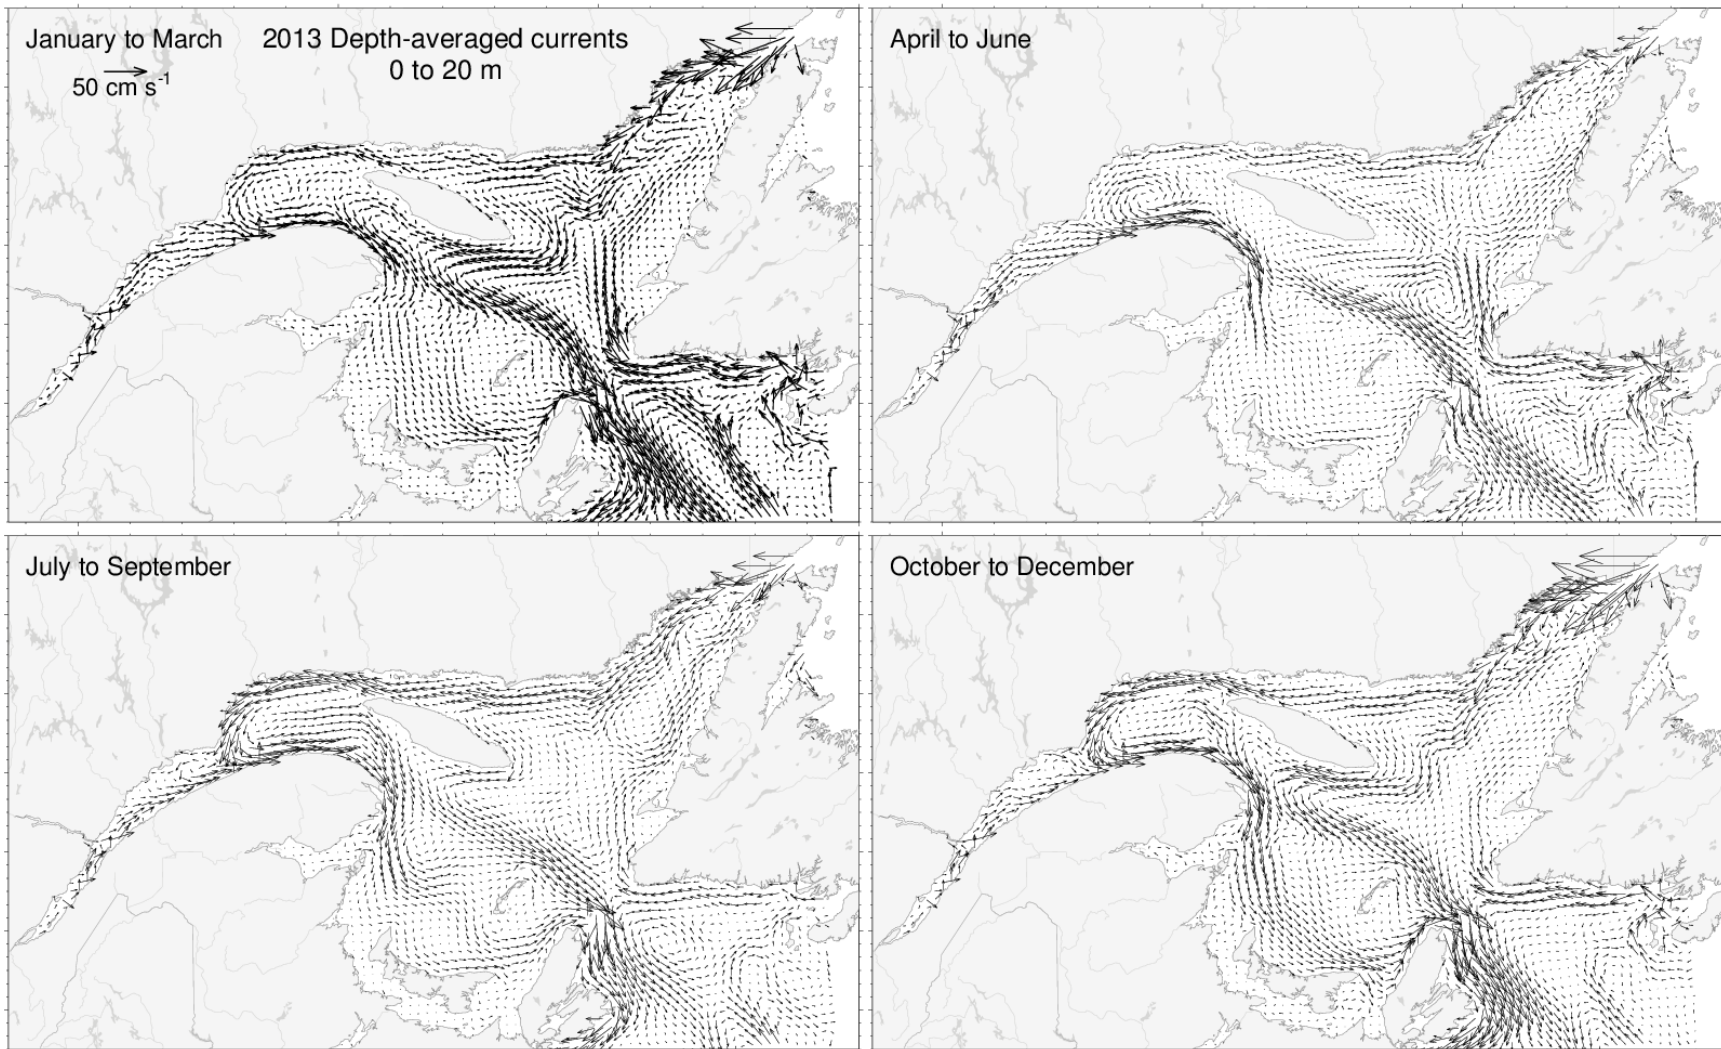 January to March
2013 Depth-averaged currents
0 to 20 m
50 cm s⁻¹
April to June
July to September
October to December